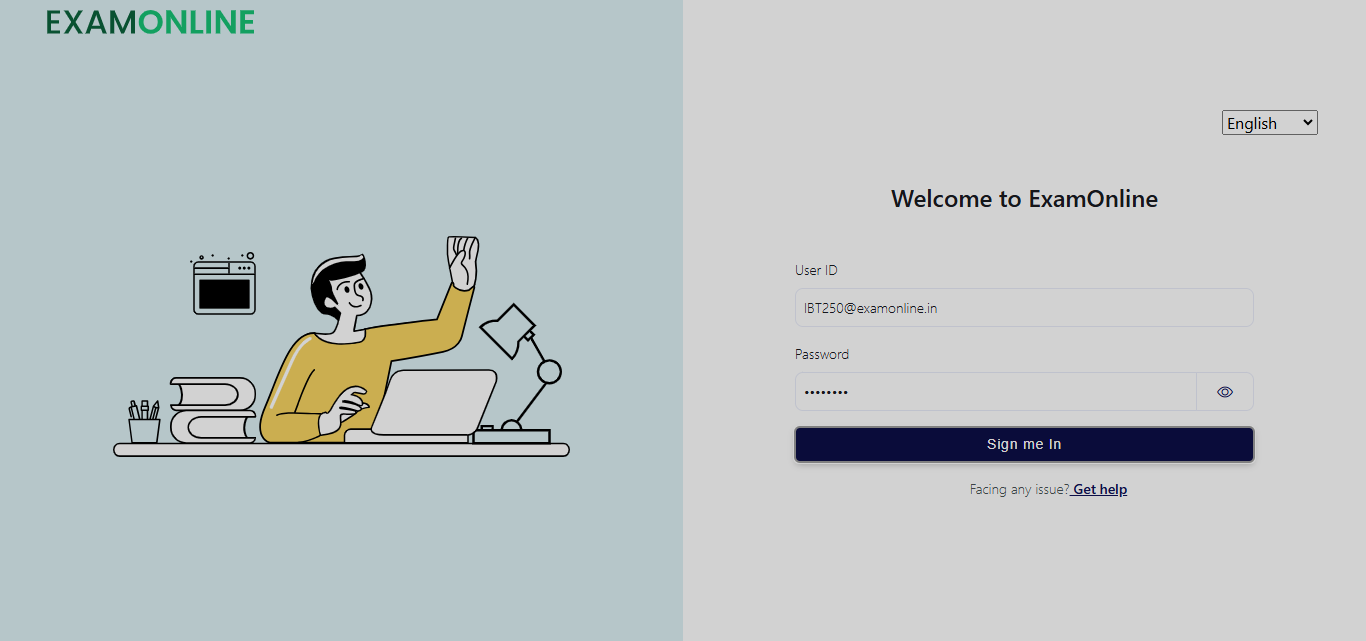 EXAMONLINE
English
Welcome to ExamOnline
User ID
IBT250@examonline.in
Password
••••••••
Sign me In
Facing any issue? Get help